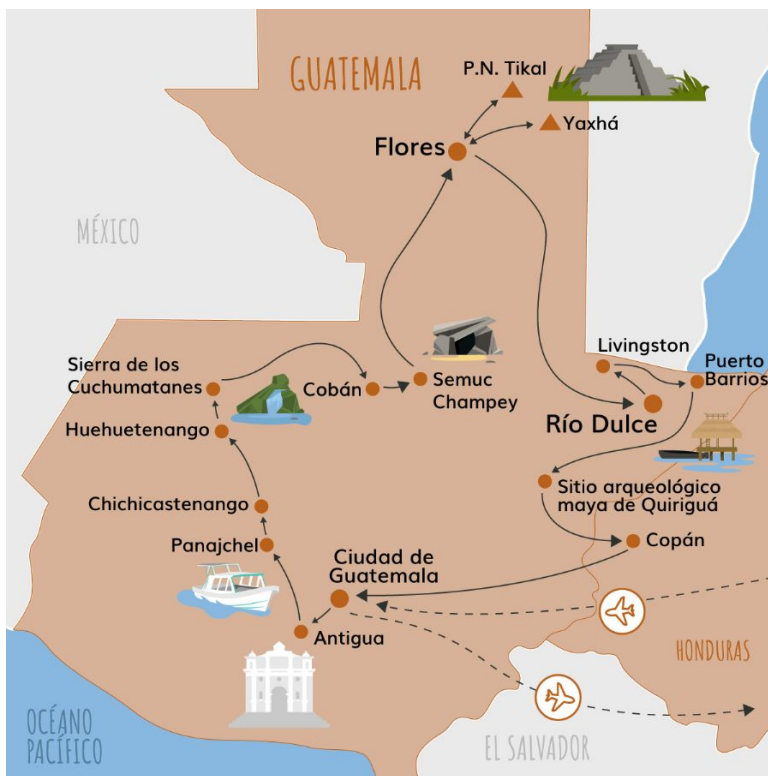 GUATEMALA
P.N. Tikal
Yaxhá
Flores
MÉXICO
Livingston
Puerto
Barrios
Sierra de los
Cuchumatanes
Cobán
Semuc
Champey
Río Dulce
Huehuetenango
Sitio arqueológico
maya de Quiriguá
Chichicastenango
Panajchel
Copán
Ciudad de
Guatemala
Antigua
HONDURAS
OCÉANO
PACÍFICO
EL SALVADOR